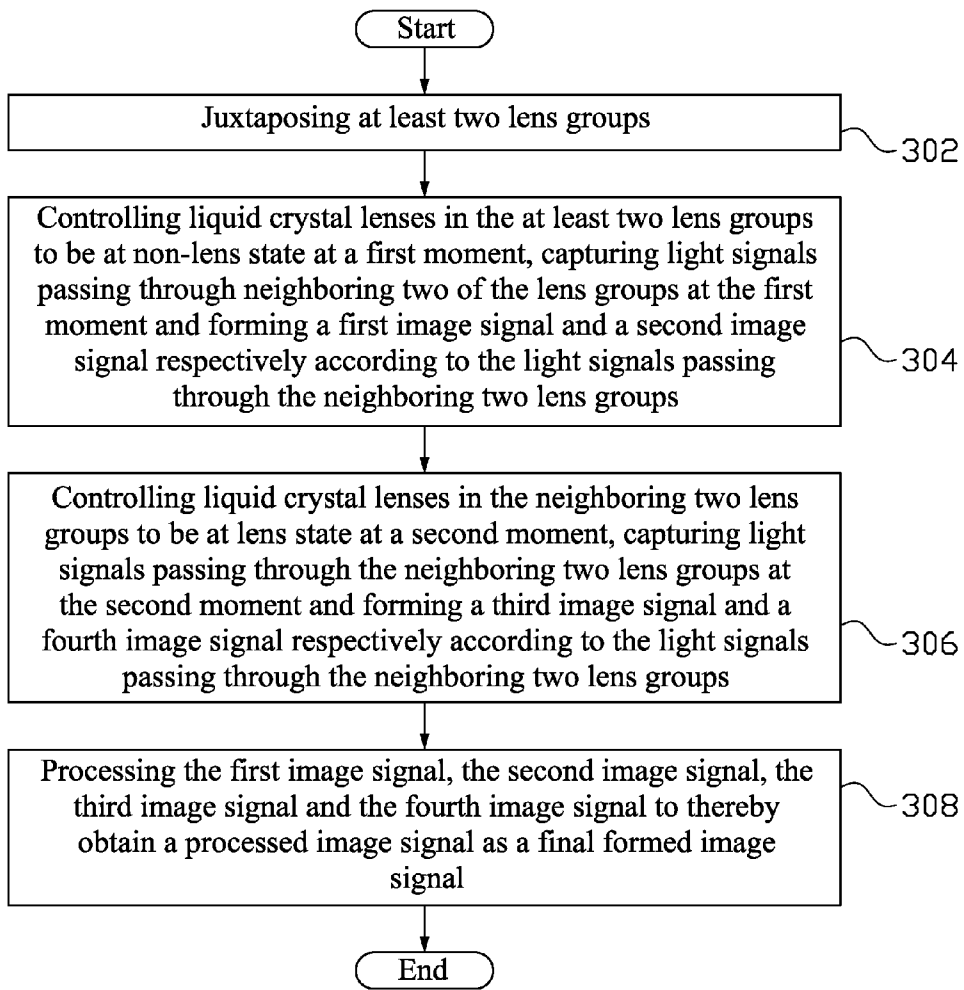 Start
Juxtaposing at least two lens groups
302
Controlling liquid crystal lenses in the at least two lens groups
to be at non-lens state at a first moment, capturing light signals
passing through neighboring two of the lens groups at the first
moment and forming a first image signal and a second image
signal respectively according to the light signals passing
through the neighboring two lens groups
304
Controlling liquid crystal lenses in the neighboring two lens
groups to be at lens state at a second moment, capturing light
signals passing through the neighboring two lens groups at
the second moment and forming a third image signal and a
fourth image signal respectively according to the light signals
passing through the neighboring two lens groups
306
Processing the first image signal, the second image signal, the
third image signal and the fourth image signal to thereby
obtain a processed image signal as a final formed image
signal
308
End